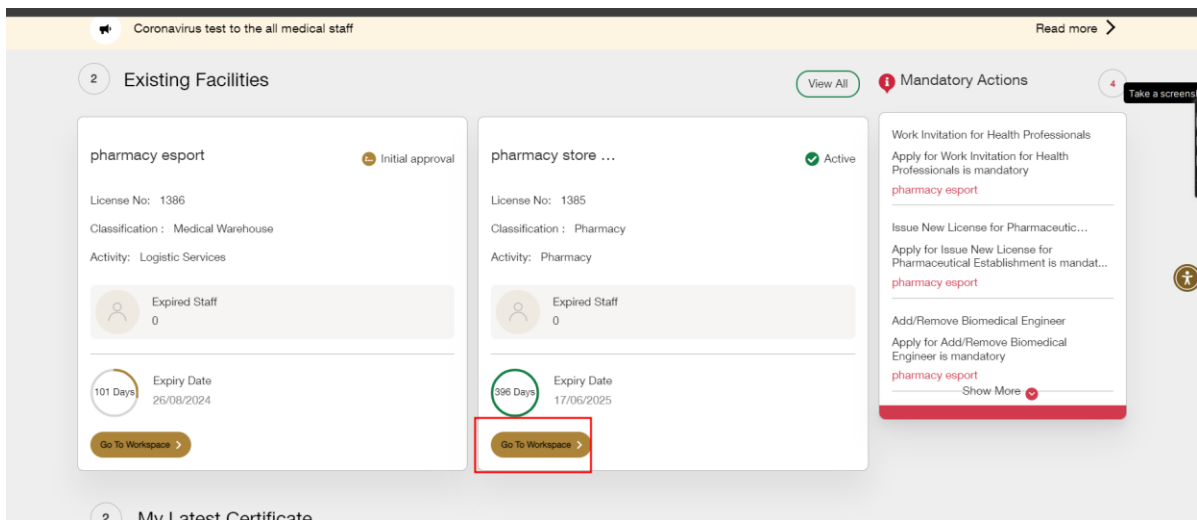 Coronavirus test to the all medical staff
Read more
2 Existing Facilities
View All
Mandatory Actions
4
Take a screens
pharmacy esport
Initial approval
License No: 1386
Classification : Medical Warehouse
Activity: Logistic Services
Expired Staff
0
101 Days
Expiry Date
26/08/2024
Go To Workspace
pharmacy store ...
Active
License No: 1385
Classification : Pharmacy
Activity: Pharmacy
Expired Staff
0
396 Days
Expiry Date
17/06/2025
Go To Workspace
Work Invitation for Health Professionals
Apply for Work Invitation for Health
Professionals is mandatory
pharmacy esport
Issue New License for Pharmaceutic...
Apply for Issue New License for
Pharmaceutical Establishment is mandat...
pharmacy esport
Add/Remove Biomedical Engineer
Apply for Add/Remove Biomedical
Engineer is mandatory
pharmacy esport
Show More
2 My Latest Certificate